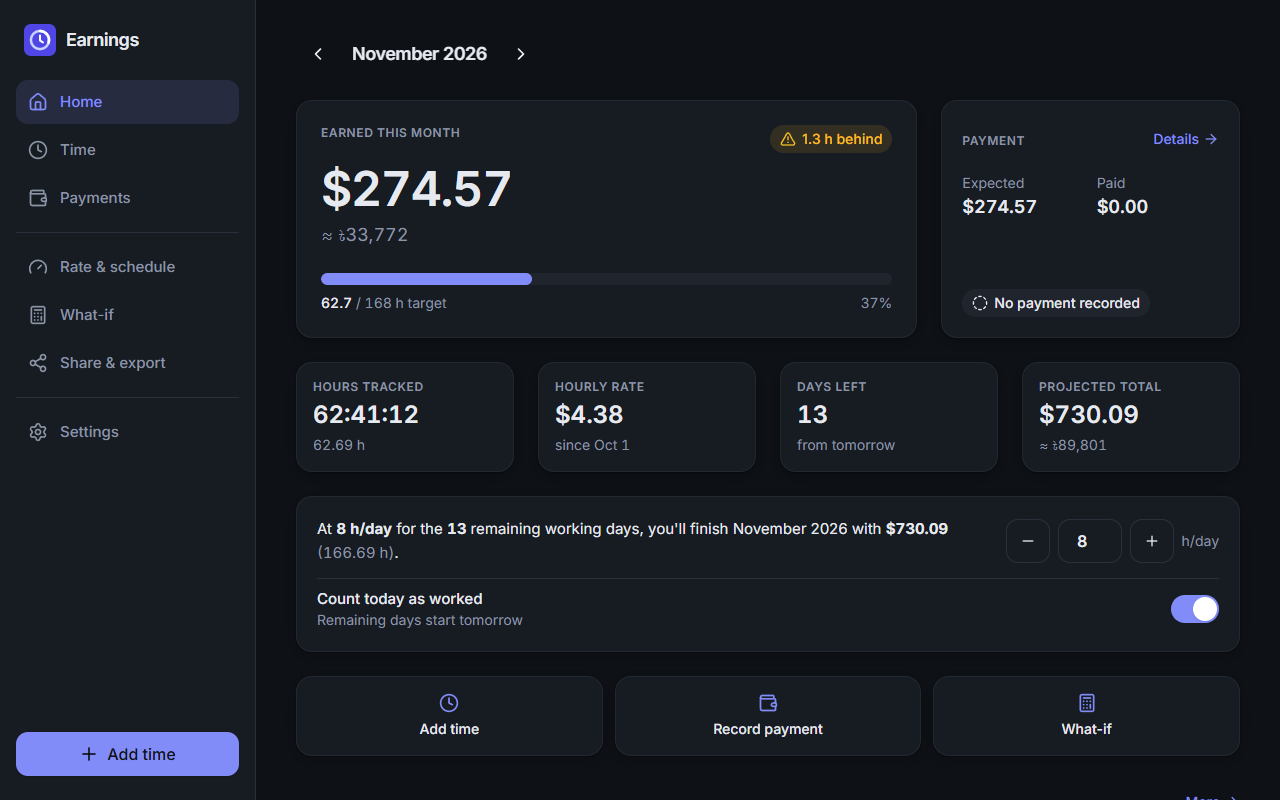 Earnings
Home
Time
Payments
Rate & schedule
What-if
Share & export
Settings
Add time
November 2026
EARNED THIS MONTH
1.3 h behind
$274.57
≈ ৳33,772
62.7 / 168 h target
37%
PAYMENT
Details →
Expected
Paid
$274.57
$0.00
No payment recorded
HOURS TRACKED
62:41:12
62.69 h
HOURLY RATE
$4.38
since Oct 1
DAYS LEFT
13
from tomorrow
PROJECTED TOTAL
$730.09
≈ ৳89,801
At 8 h/day for the 13 remaining working days, you'll finish November 2026 with $730.09
(166.69 h).
8
h/day
Count today as worked
Remaining days start tomorrow
Add time
Record payment
What-if